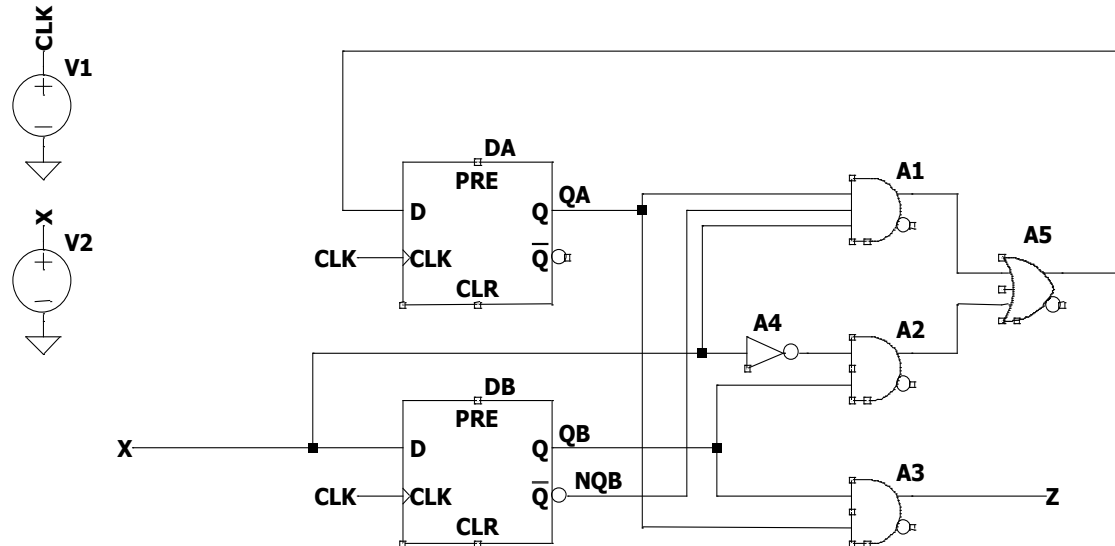 CLK
V1
X
V2
DA
PRE
D
Q
QA
CLK
CLK
Q
CLR
A1
A5
A4
A2
DB
PRE
X
D
Q
QB
CLK
CLK
Q
NQB
CLR
A3
Z